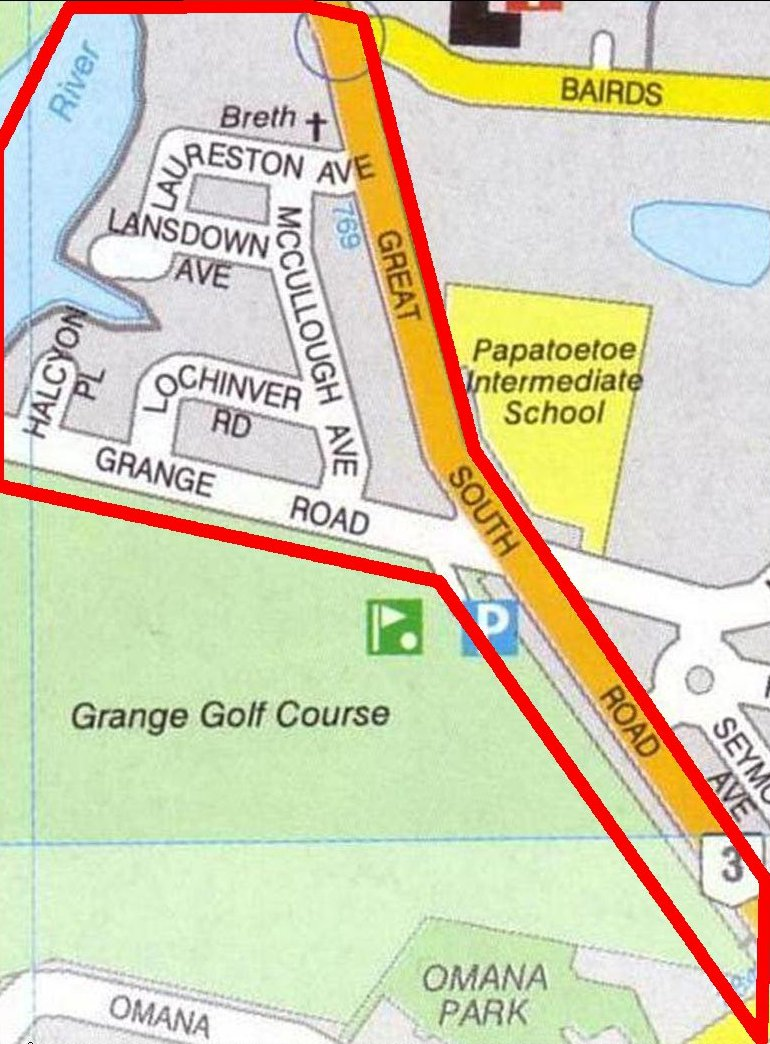 River
BAIRDS
Breth
LAURESTON AVE
769
LANSDOWN
AVE
MCCULLOUGH AVE
GREAT
SOUTH
ROAD
Papatoetoe
Intermediate
School
HALCYON
PL
LOCHINVER
RD
GRANGE ROAD
P
Grange Golf Course
AVE
3
OMANA
PARK
OMANA